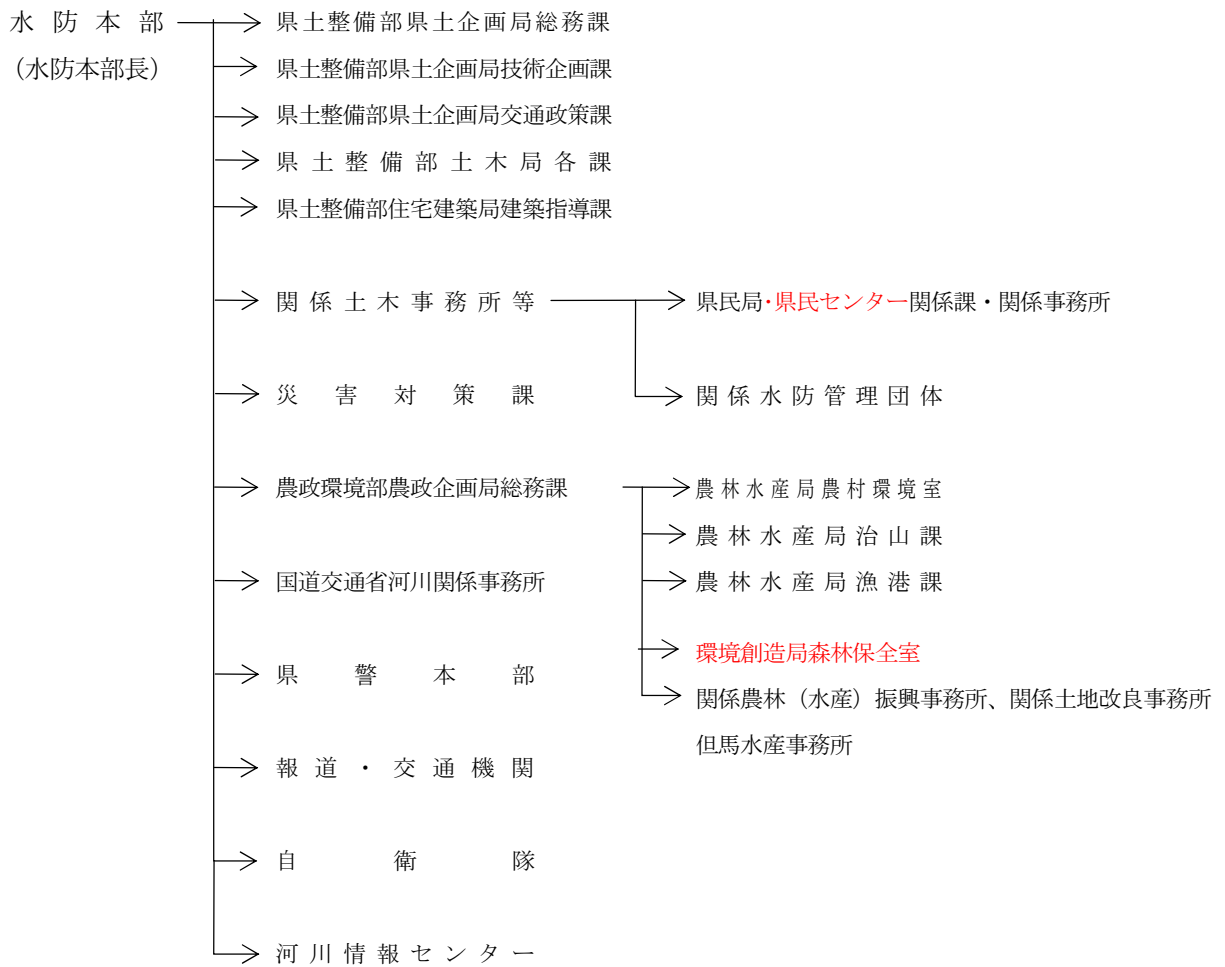 水防本部
（水防本部長）
県土整備部県土企画局総務課
県土整備部県土企画局技術企画課
県土整備部県土企画局交通政策課
県土整備部土木局各課
県土整備部住宅建築局建築指導課
関係土木事務所等
県民局・県民センター関係課・関係事務所
関係水防管理団体
災害対策課
農政環境部農政企画局総務課
農林水産局農村環境室
農林水産局治山課
農林水産局漁港課
環境創造局森林保全室
関係農林（水産）振興事務所、関係土地改良事務所
但馬水産事務所
国道交通省河川関係事務所
県警本部
報道・交通機関
自衛隊
河川情報センター